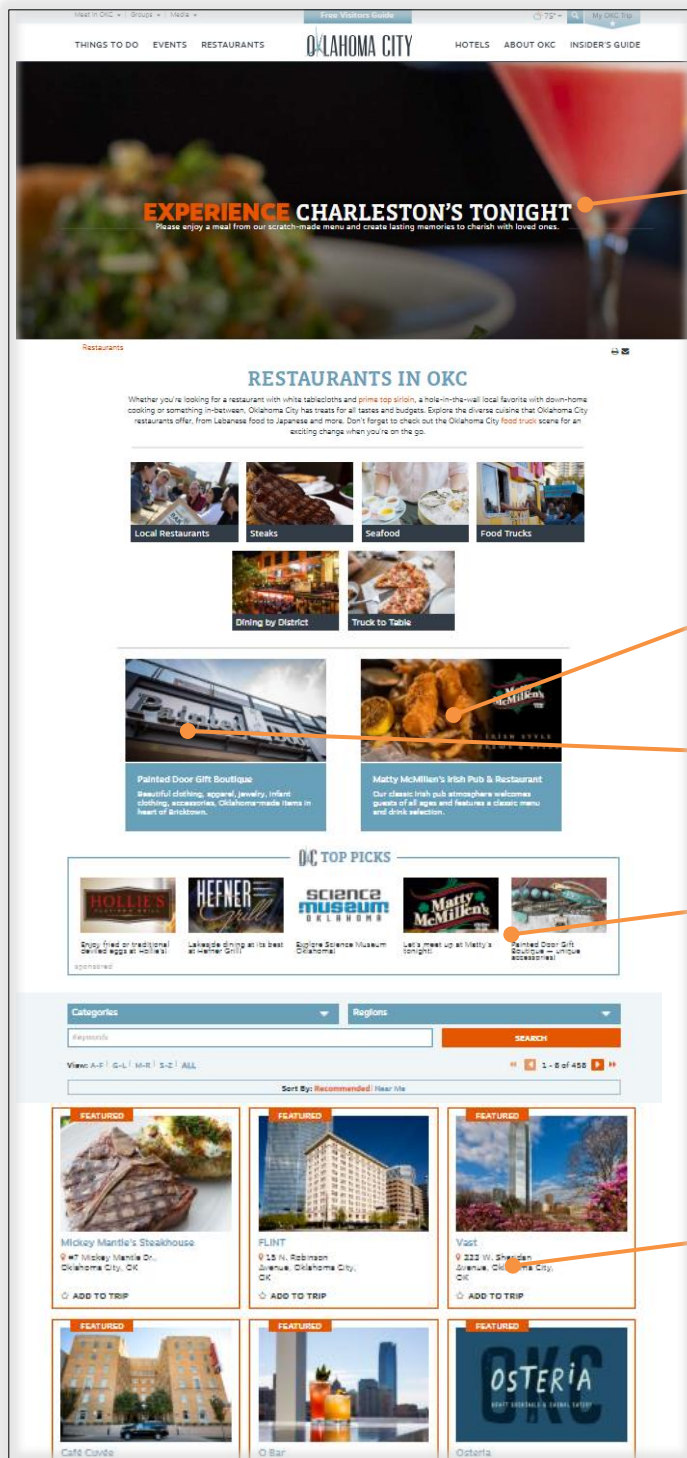 Meet in OKC | Groups | Media
Free Visitors Guide
75°
My OKC Trip
THINGS TO DO EVENTS RESTAURANTS
OKLAHOMA CITY
HOTELS ABOUT OKC INSIDER'S GUIDE
EXPERIENCE CHARLESTON'S TONIGHT
Please enjoy a meal from our scratch-made menu and create lasting memories to cherish with loved ones.
Restaurants
RESTAURANTS IN OKC
Whether you're looking for a restaurant with white tablecloths and prime top sirloin, a hole-in-the-wall local favorite with down-home
cooking or something in-between, Oklahoma City has treats for all tastes and budgets. Explore the diverse cuisine that Oklahoma City
restaurants offer, from Lebanese food to Japanese and more. Don't forget to check out the Oklahoma City food truck scene for an
exciting change when you're on the go.
Local Restaurants
Steaks
Seafood
Food Trucks
Dining by District
Truck to Table
Painted Door
Matty McMillen's
Painted Door Gift Boutique
Beautiful clothing, apparel, jewelry, infant
clothing, accessories, Oklahoma-made items in
heart of Bricktown.
Matty McMillen's Irish Pub & Restaurant
Our classic Irish pub atmosphere welcomes
guests of all ages and features a classic menu
and drink selection.
OKC TOP PICKS
HOLLIE'S
HEFNER Grill
SCIENCE museum OKLAHOMA
Matty McMillen's
Enjoy fried or traditional
deviled eggs at Hollie's!
Lakeside dining at its best
at Hefner Grill!
Explore Science Museum
Oklahoma!
Let's meet up at Matty's
tonight!
Painted Door Gift
Boutique — unique
accessories!
sponsored
Categories
Regions
Keywords
SEARCH
View: A-F | G-L | M-R | S-Z | ALL
1 - 8 of 458
Sort By: Recommended | Near Me
FEATURED
Mickey Mantle's Steakhouse
#7 Mickey Mantle Dr.,
Oklahoma City, OK
ADD TO TRIP
FEATURED
FLINT
15 N. Robinson
Avenue, Oklahoma City,
OK
ADD TO TRIP
FEATURED
Vast
333 W. Sheridan
Avenue, Oklahoma City,
OK
ADD TO TRIP
FEATURED
Café Cuvée
FEATURED
O Bar
FEATURED
OKC
OSTERIA
Osteria